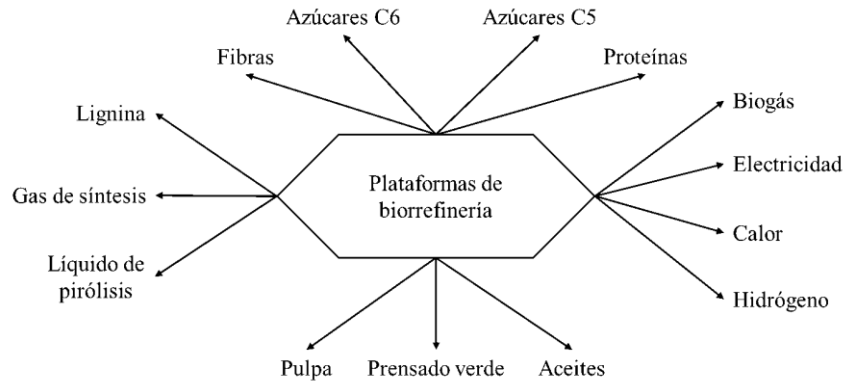 Azúcares C6
Azúcares C5
Fibras
Proteínas
Lignina
Biogás
Gas de síntesis
Plataformas de
biorrefinería
Electricidad
Líquido de
pirólisis
Calor
Hidrógeno
Pulpa
Prensado verde
Aceites